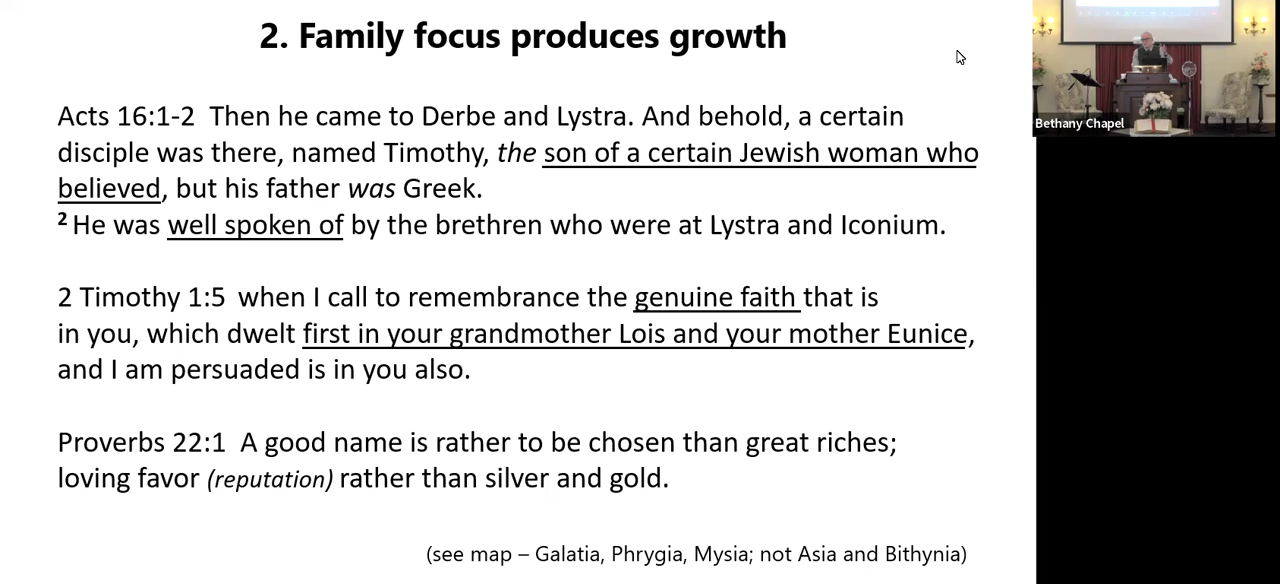 2. Family focus produces growth
Acts 16:1-2 Then he came to Derbe and Lystra. And behold, a certain
disciple was there, named Timothy, the son of a certain Jewish woman who
believed, but his father was Greek.
2 He was well spoken of by the brethren who were at Lystra and Iconium.
2 Timothy 1:5 when I call to remembrance the genuine faith that is
in you, which dwelt first in your grandmother Lois and your mother Eunice,
and I am persuaded is in you also.
Proverbs 22:1 A good name is rather to be chosen than great riches;
loving favor (reputation) rather than silver and gold.
(see map – Galatia, Phrygia, Mysia; not Asia and Bithynia)
Bethany Chapel